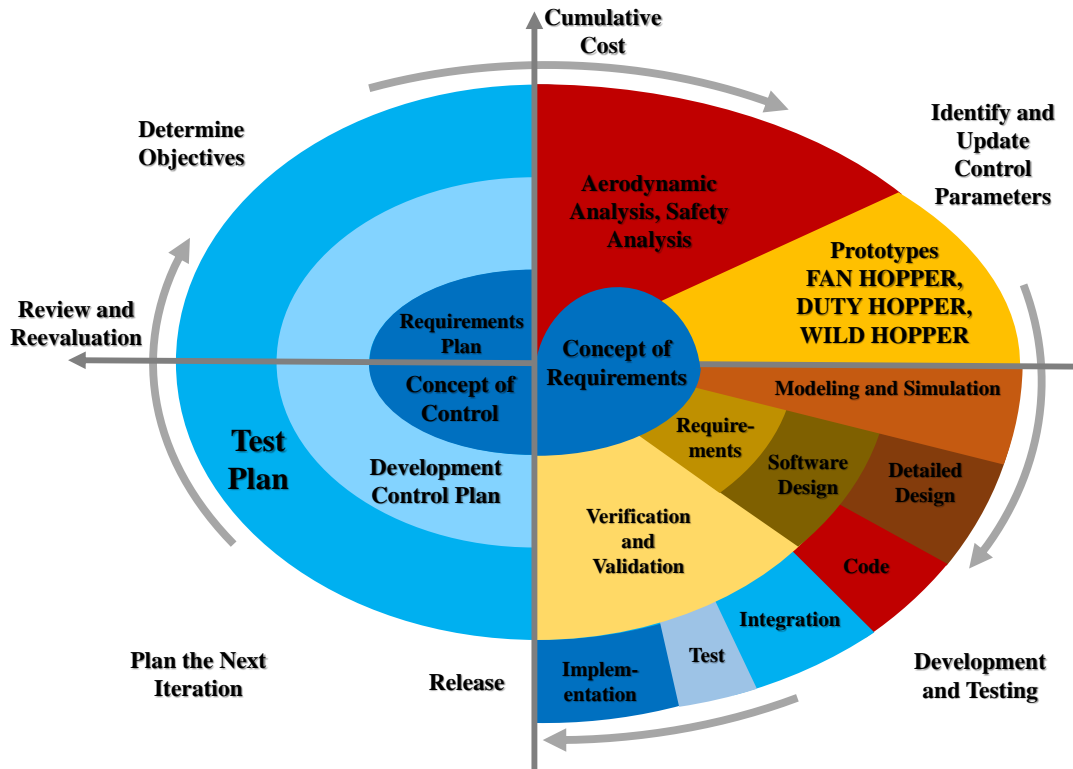 Cumulative
Cost
Determine
Objectives
Identify and
Update
Control
Parameters
Aerodynamic
Analysis, Safety
Analysis
Prototypes
FAN HOPPER,
DUTY HOPPER,
WILD HOPPER
Review and
Reevaluation
Requirements
Plan
Concept of
Requirements
Concept of
Control
Modeling and Simulation
Require-
ments
Software
Design
Detailed
Design
Test
Plan
Development
Control Plan
Verification
and
Validation
Code
Integration
Test
Implem-
entation
Plan the Next
Iteration
Release
Development
and Testing